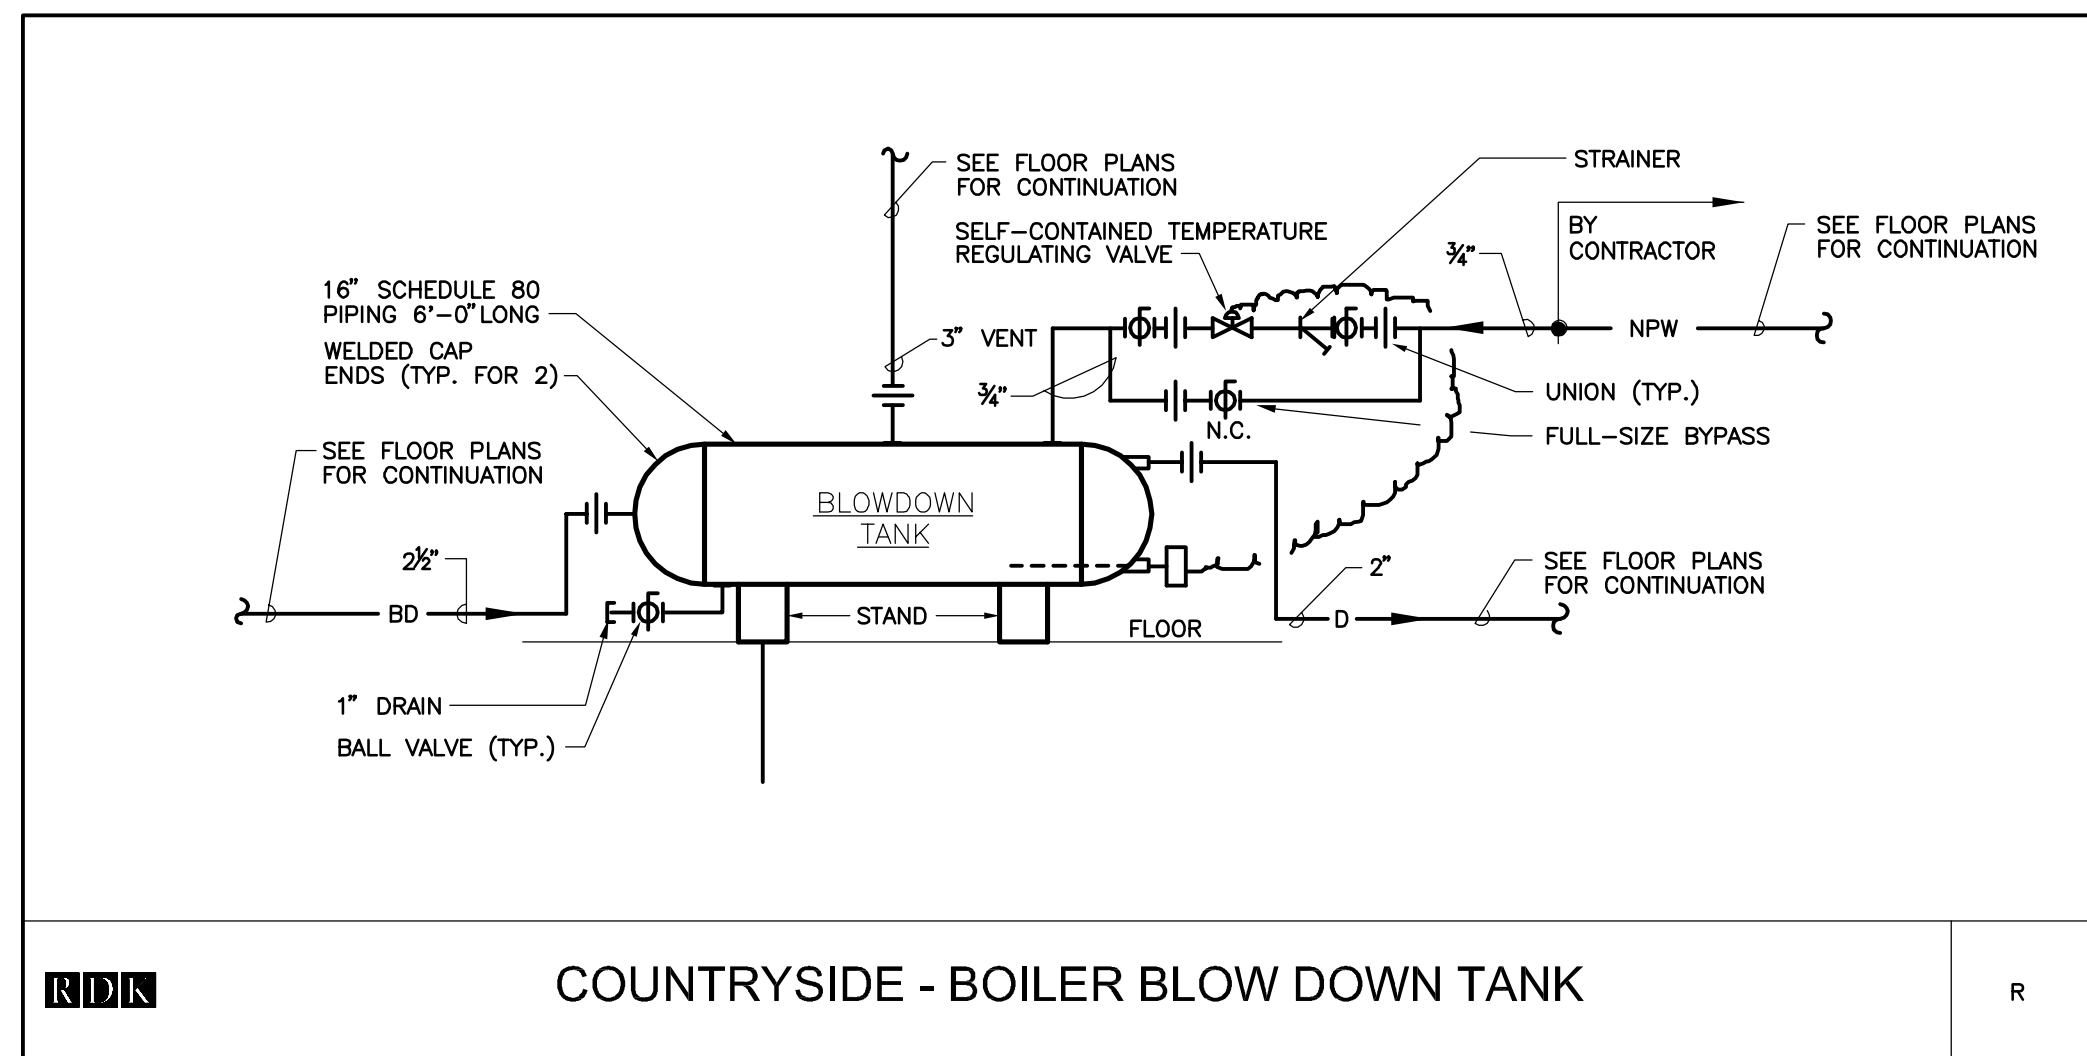 SEE FLOOR PLANS
FOR CONTINUATION
STRAINER
SELF-CONTAINED TEMPERATURE
REGULATING VALVE
¾"
BY
CONTRACTOR
SEE FLOOR PLANS
FOR CONTINUATION
16" SCHEDULE 80
PIPING 6'-0" LONG
WELDED CAP
ENDS (TYP. FOR 2)
3" VENT
NPW
¾"
UNION (TYP.)
N.C.
FULL-SIZE BYPASS
SEE FLOOR PLANS
FOR CONTINUATION
BLOWDOWN
TANK
2½"
2"
SEE FLOOR PLANS
FOR CONTINUATION
BD
STAND
FLOOR
D
1" DRAIN
BALL VALVE (TYP.)
RDK
COUNTRYSIDE - BOILER BLOW DOWN TANK
R